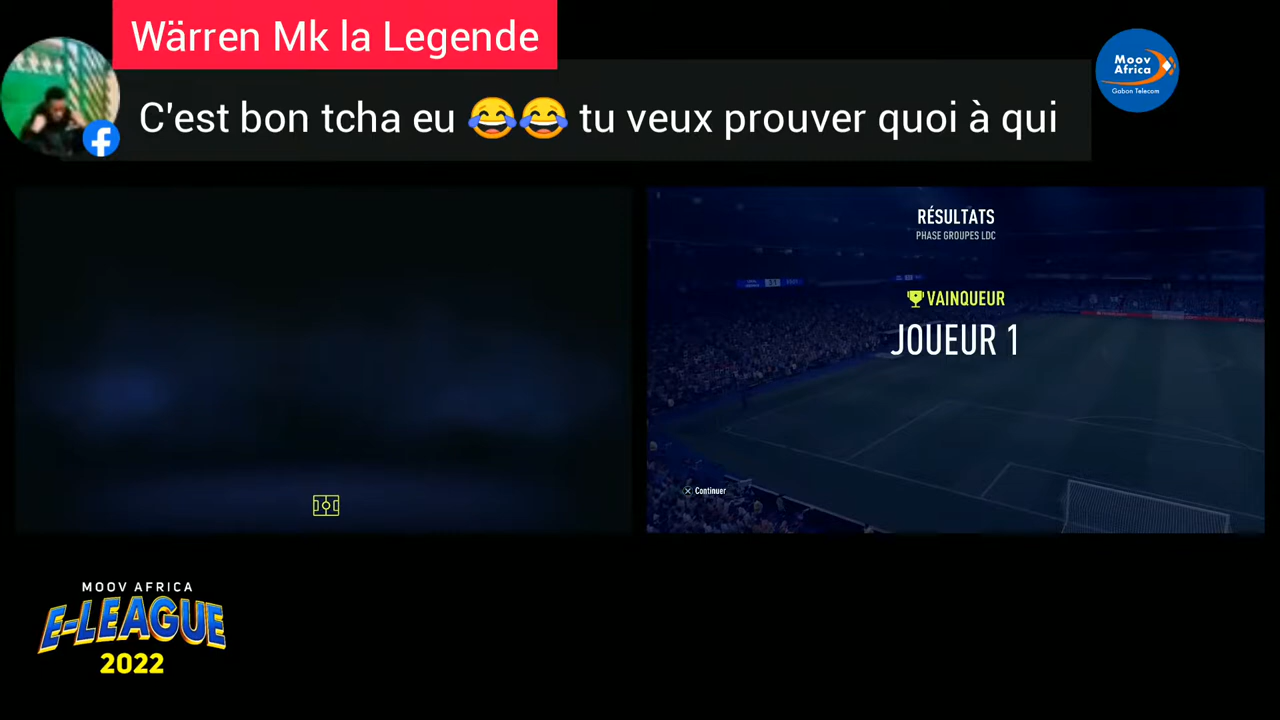 Wärren Mk la Legende
C'est bon tcha eu 😂😂 tu veux prouver quoi à qui
Moov
Africa
Gabon Telecom
RÉSULTATS
PHASE GROUPES LDC
VAINQUEUR
JOUEUR 1
Continuer
MOOV AFRICA
E-LEAGUE
2022